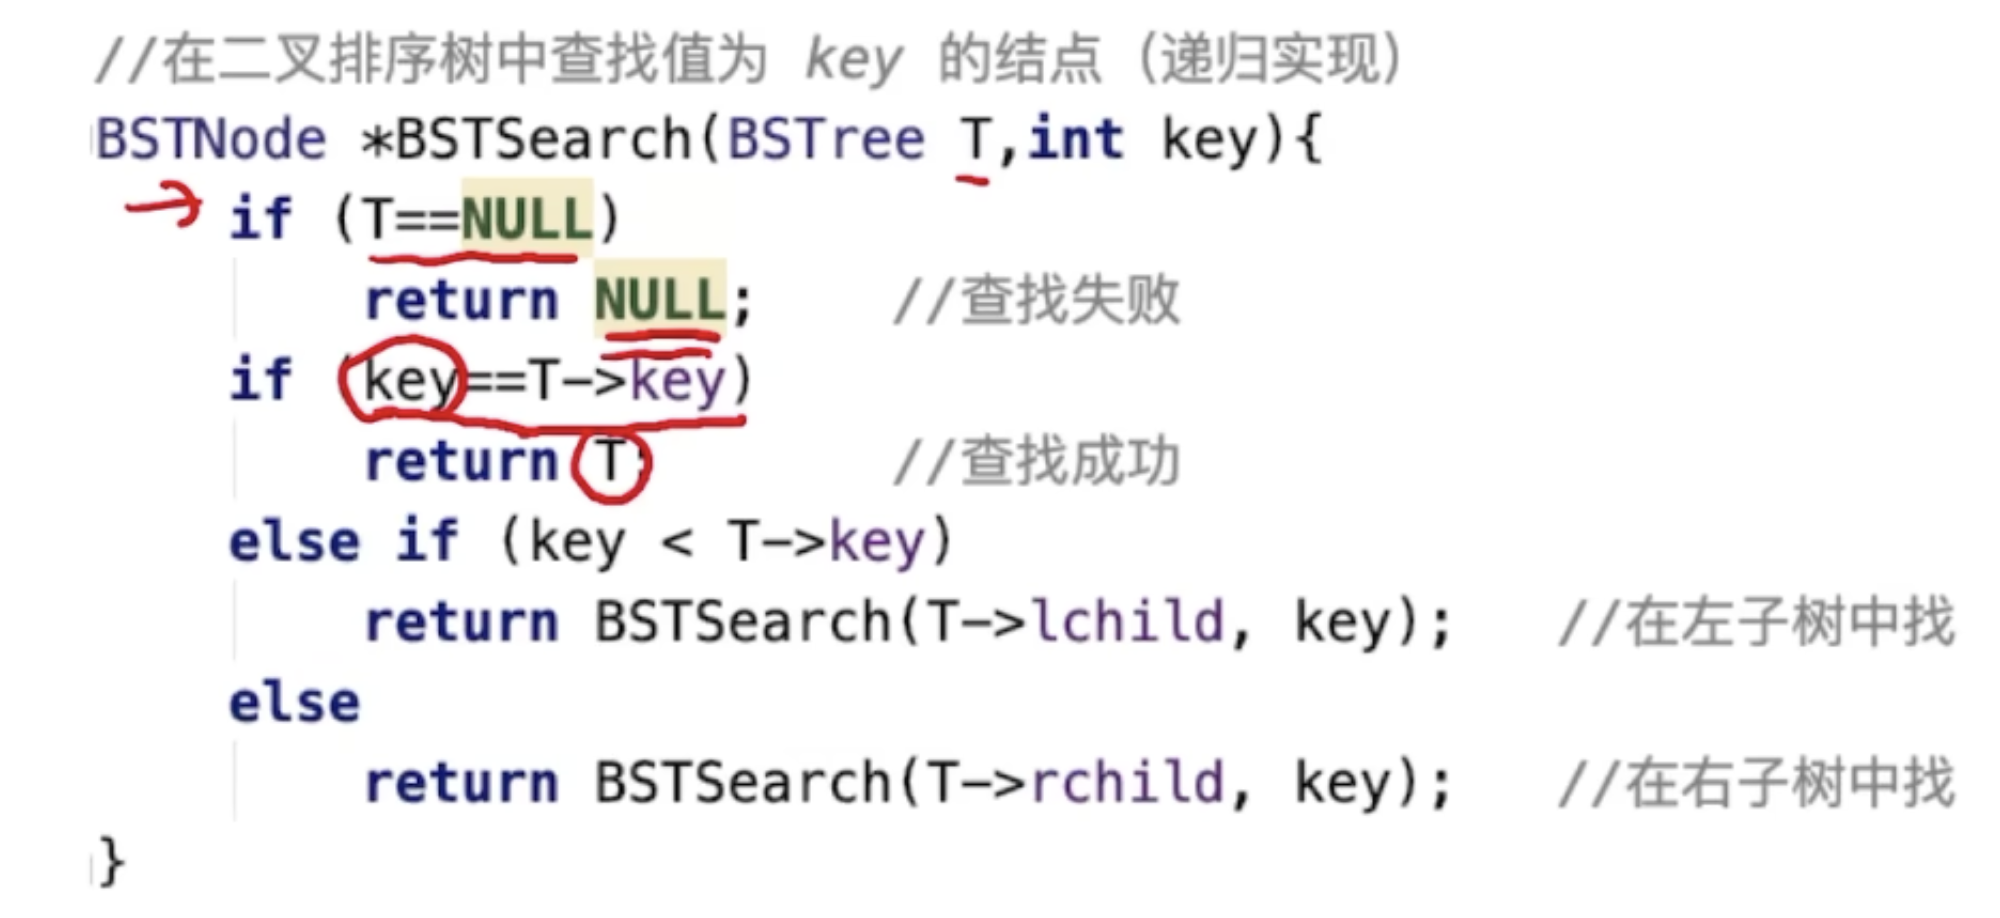 //在二叉排序树中查找值为 key 的结点（递归实现）
BSTNode *BSTSearch(BSTree T,int key){
if (T==NULL)
return NULL; //查找失败
if (key==T->key)
return T; //查找成功
else if (key < T->key)
return BSTSearch(T->lchild, key); //在左子树中找
else
return BSTSearch(T->rchild, key); //在右子树中找
}